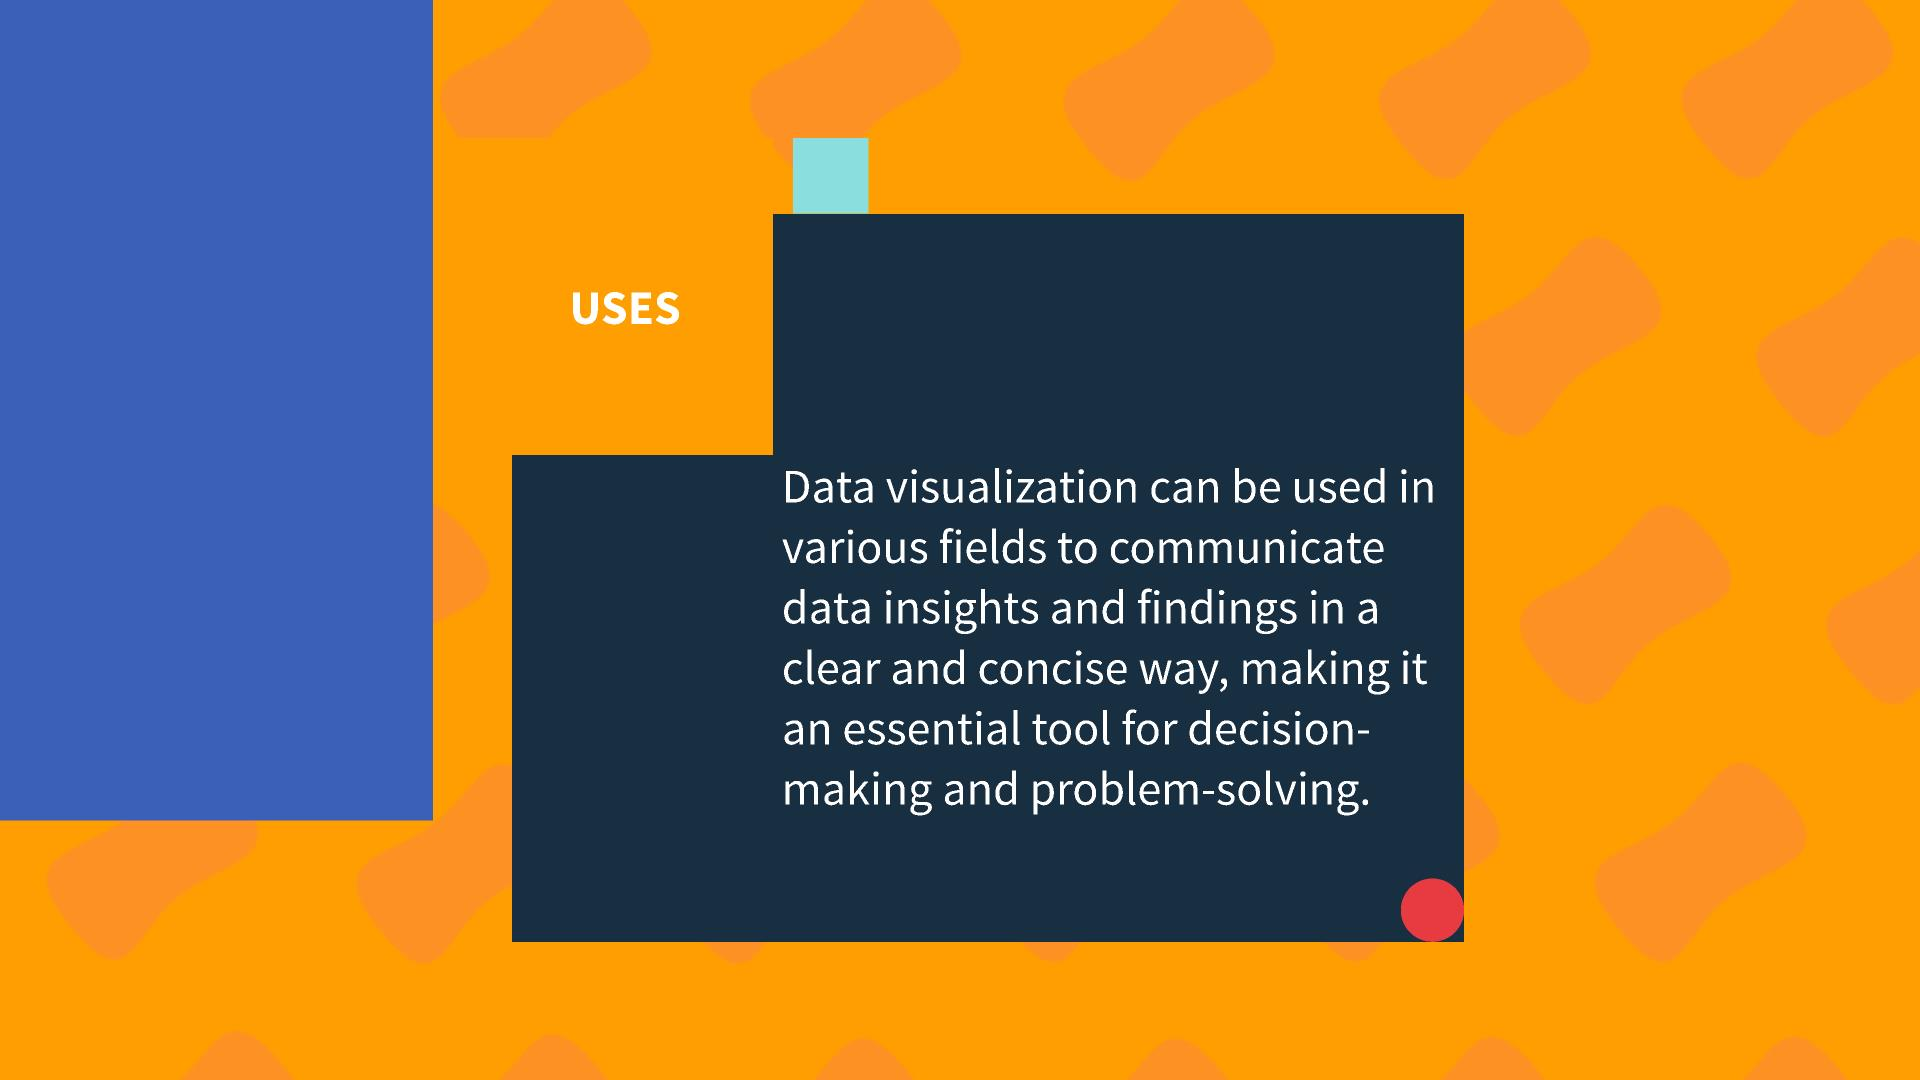 USES
Data visualization can be used in
various fields to communicate
data insights and findings in a
clear and concise way, making it
an essential tool for decision-
making and problem-solving.